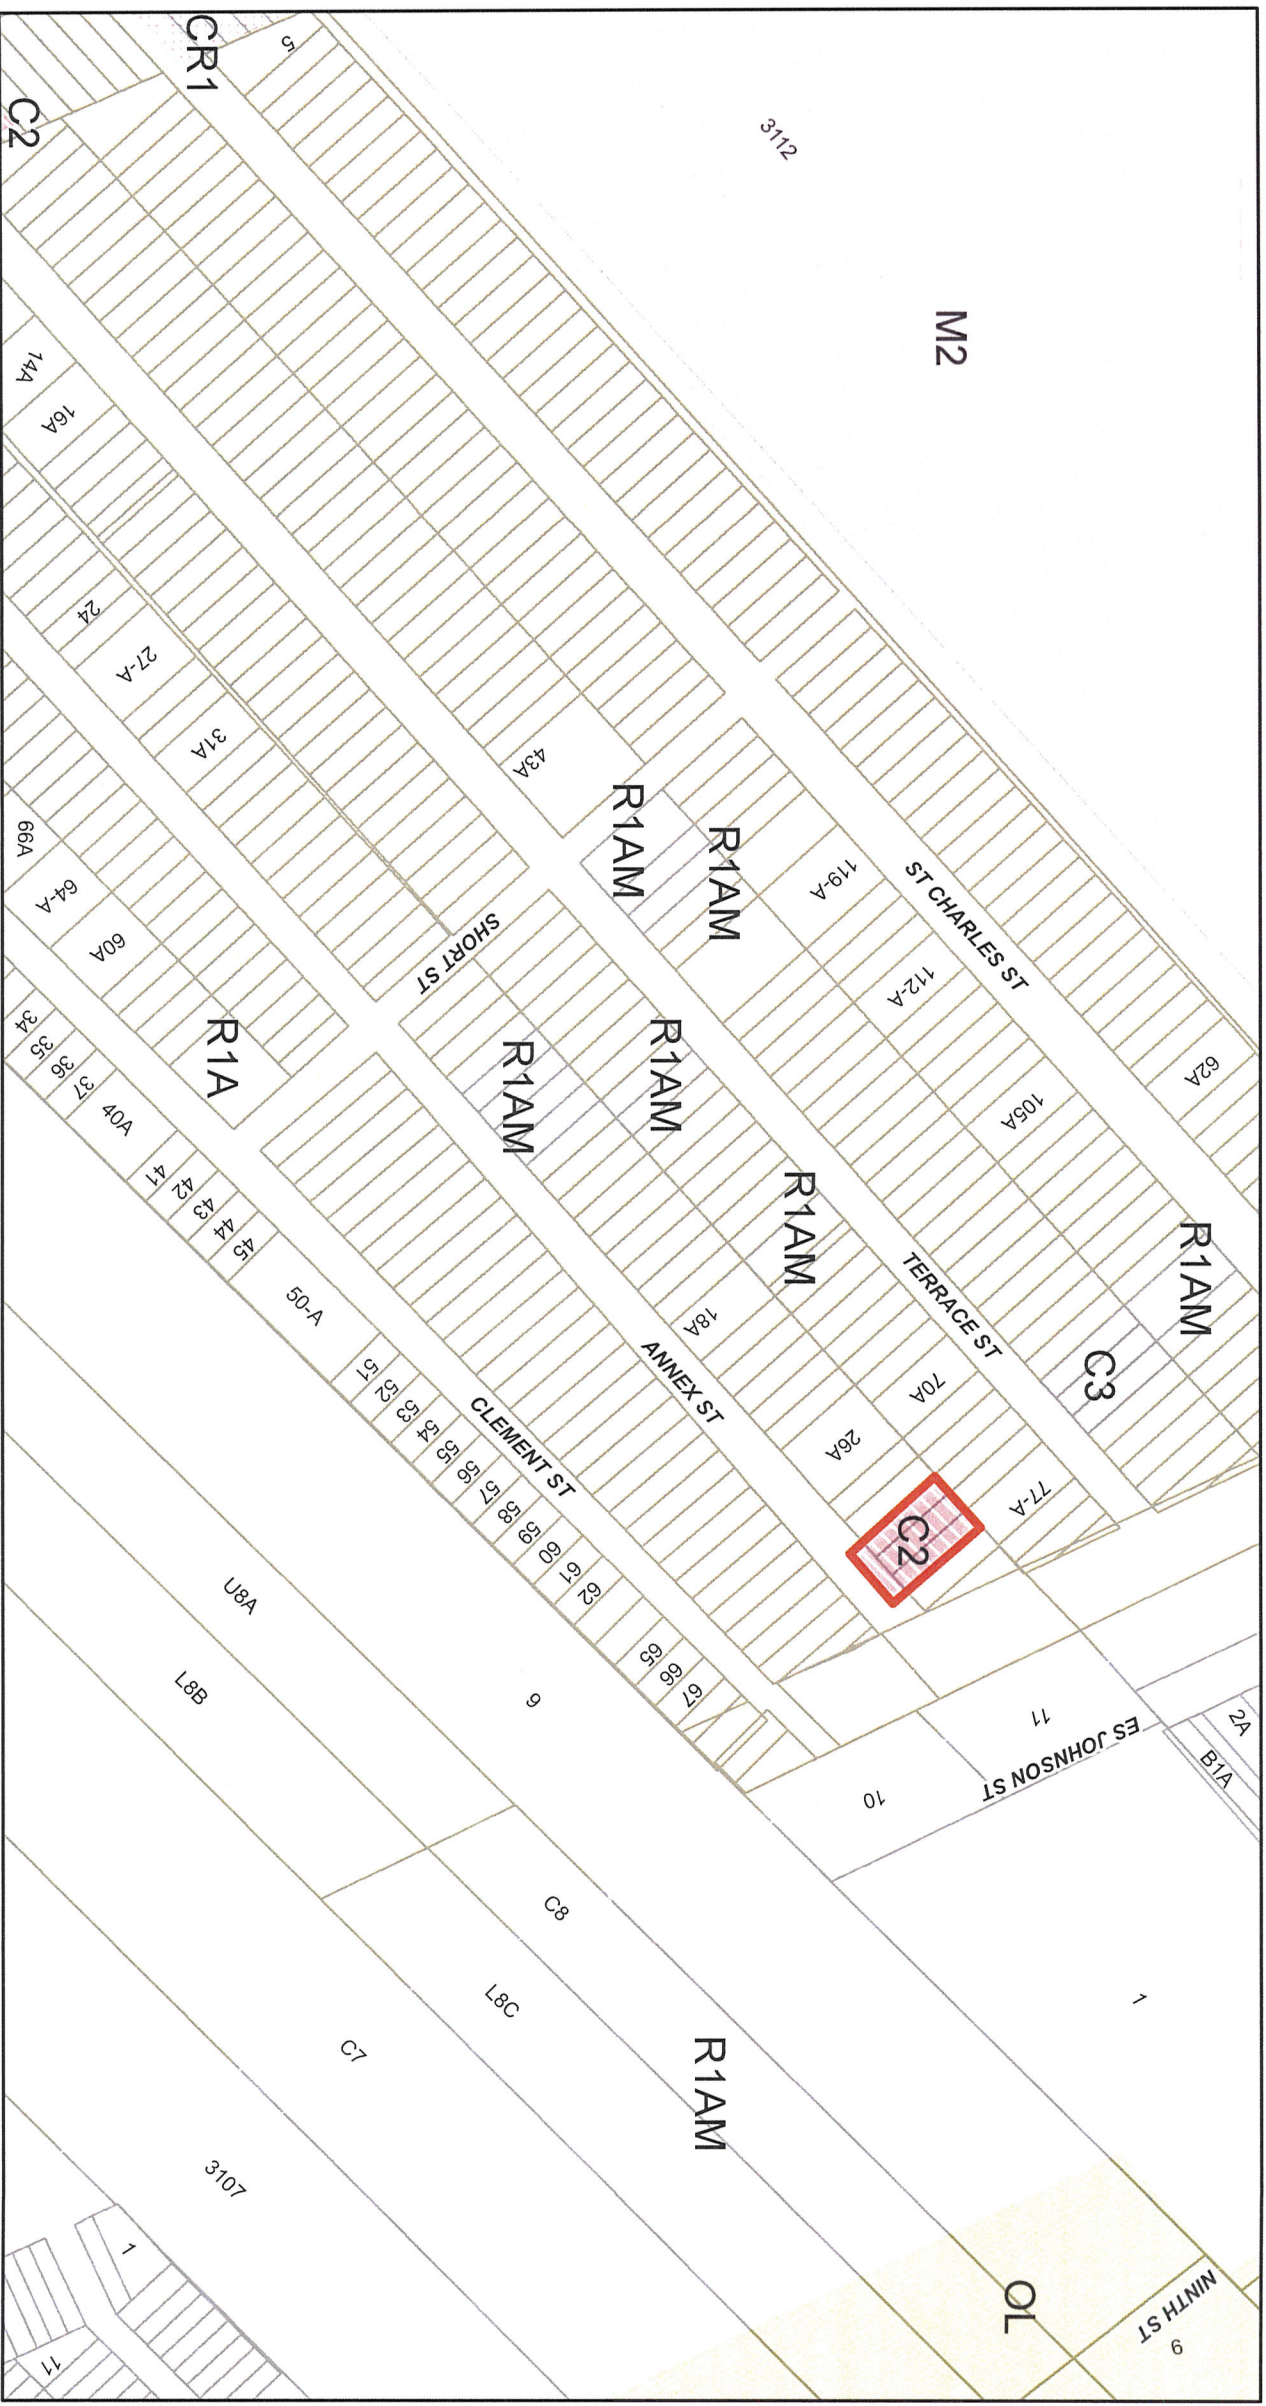 CR1
5
C2
3112
M2
14A
16A
24
27-A
31A
43A
66A
64-A
60A
R1AM
R1AM
119-A
ST CHARLES ST
112-A
SHORT ST
R1A
R1AM
R1AM
105A
62A
34
35
36
37
40A
41
42
43
44
45
R1AM
R1AM
50-A
18A
TERRACE ST
C3
ANNEX ST
70A
51
52
53
54
55
56
57
58
59
60
61
62
CLEMENT ST
26A
77-A
C2
65
66
67
U8A
L8B
9
11
ES JOHNSON ST
2A
B1A
10
C8
L8C
C7
1
R1AM
3107
1
11
OL
NINTH ST
6